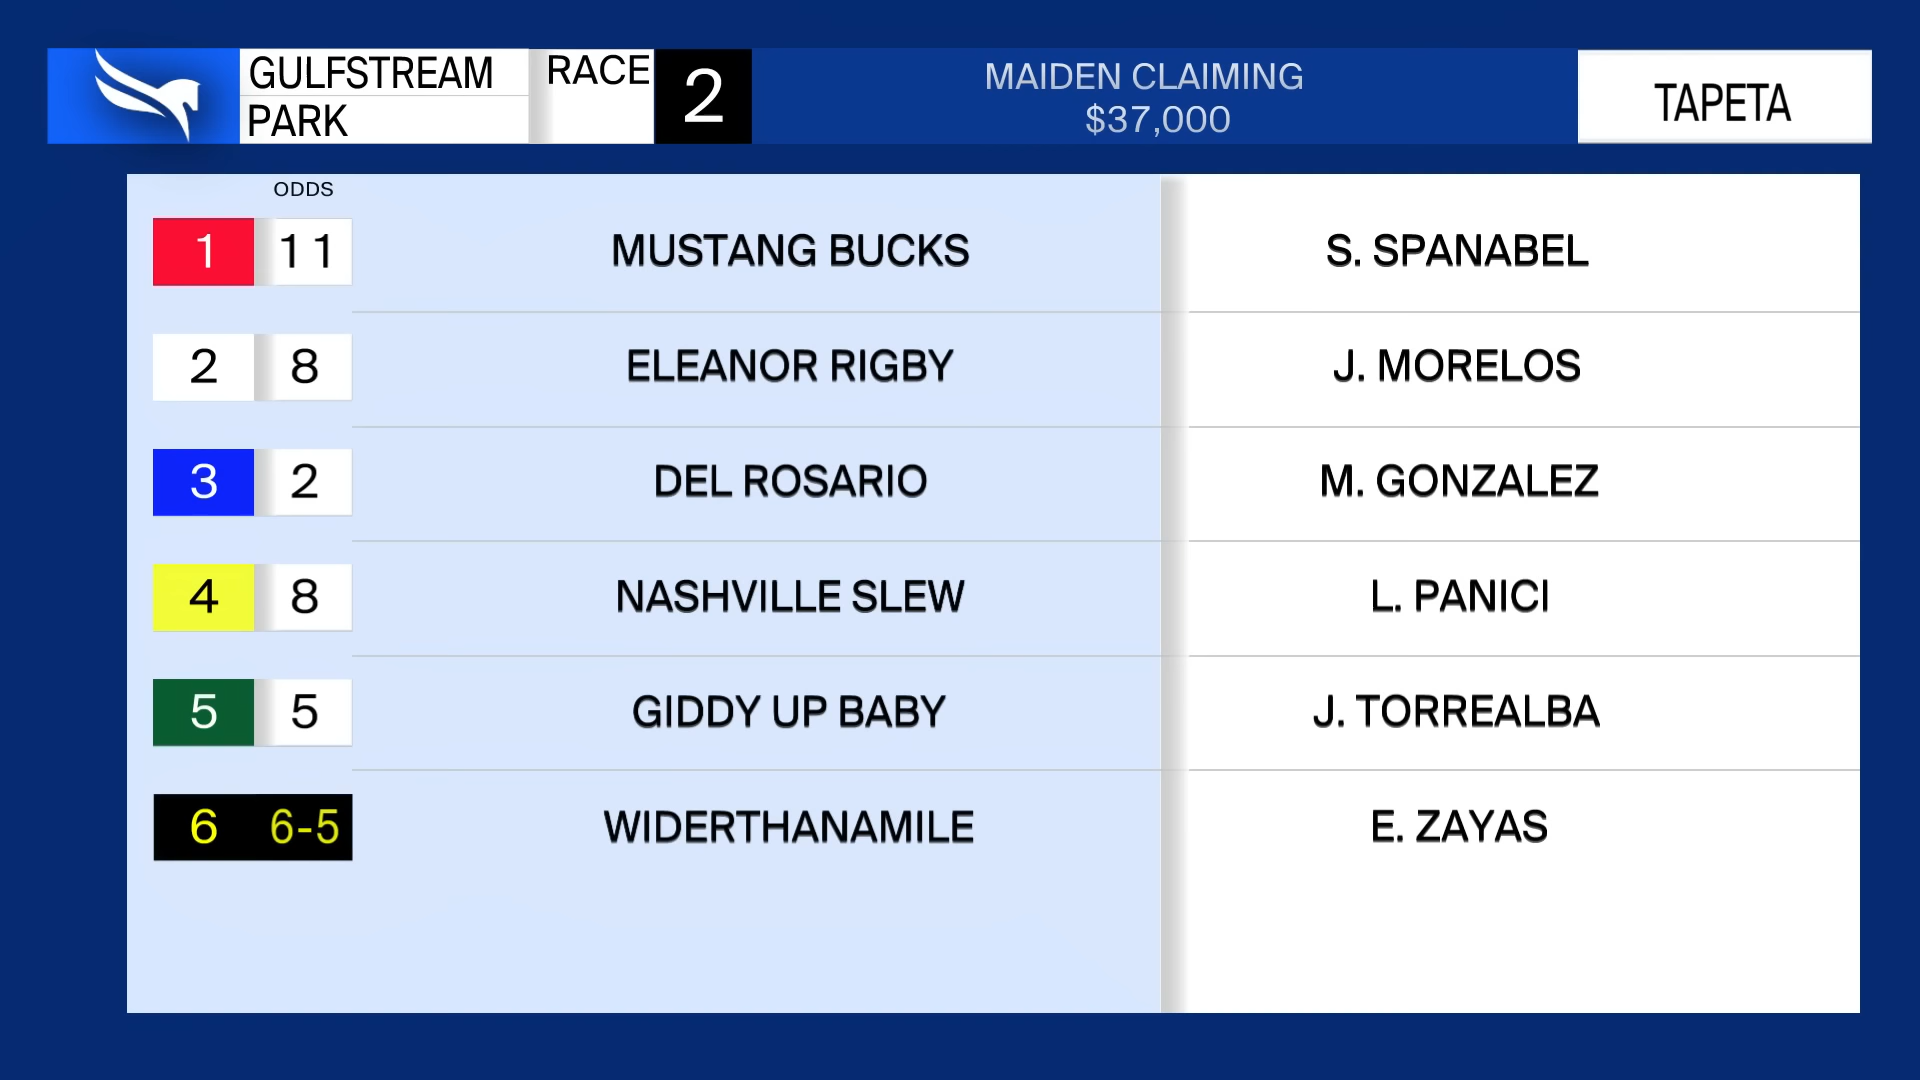 GULFSTREAM
PARK
RACE
2
MAIDEN CLAIMING
$37,000
TAPETA
ODDS
1 11 MUSTANG BUCKS S. SPANABEL
2 8 ELEANOR RIGBY J. MORELOS
3 2 DEL ROSARIO M. GONZALEZ
4 8 NASHVILLE SLEW L. PANICI
5 5 GIDDY UP BABY J. TORREALBA
6 6-5 WIDERTHANAMILE E. ZAYAS